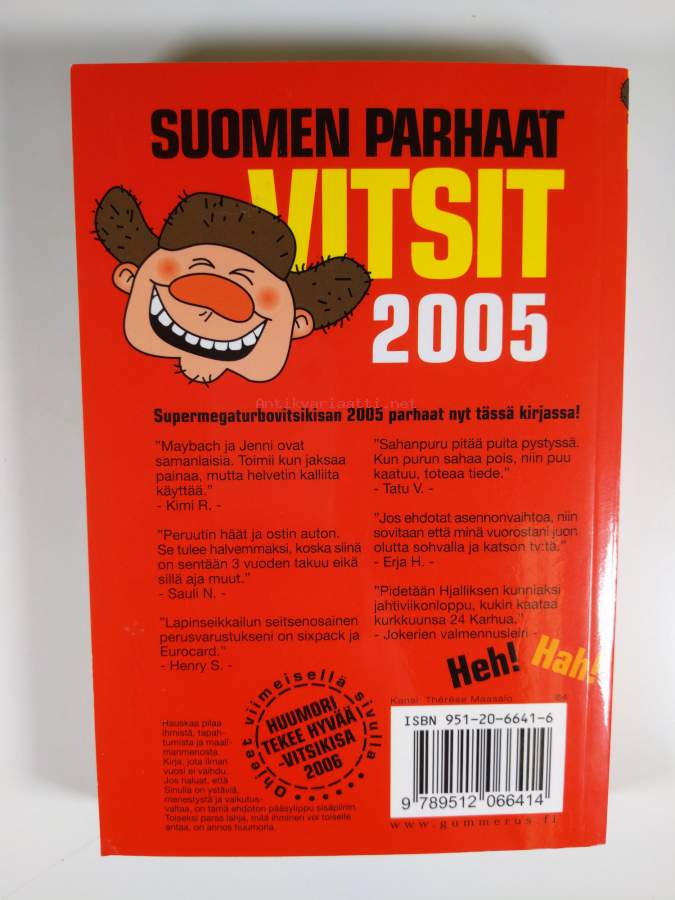 SUOMEN PARHAAT
VITSIT
2005
Antikvariaatti.net
Supermegaturbovitsikisan 2005 parhaat nyt tässä kirjassa!
"Maybach ja Jenni ovat
samanlaisia. Toimii kun jaksaa
painaa, mutta helvetin kalliita
käyttää."
- Kimi R. -
"Peruutin häät ja ostin auton.
Se tulee halvemmaksi, koska siinä
on sentään 3 vuoden takuu eikä
sillä aja muut."
- Sauli N. -
"Lapinseikkailun seitsenosainen
perusvarustukseni on sixpack ja
Eurocard."
- Henry S. -
"Sahanpuru pitää puita pystyssä.
Kun purun sahaa pois, niin puu
kaatuu, toteaa tiede."
- Tatu V. -
"Jos ehdotat asennonvaihtoa, niin
sovitaan että minä vuorostani juon
olutta sohvalla ja katson tv:tä."
- Erja H. -
"Pidetään Hjalliksen kunniaksi
jahtiviikonloppu, kukin kaataa
kurkkuunsa 24 Karhua."
- Jokerien valmennusleiri -
Heh! Hah!
Hauskaa pilaa
ihmistä, tapah-
tumista ja maail-
manmenosta.
Kirja, jota ilman
vuosi ei vaihdu.
Jos haluat, että
Sinulla on ystäviä,
menestystä ja vaikutus-
valtaa, on tämä ehdoton pääsylippu sisäpiiriin.
Toiseksi paras lahja, mitä ihminen voi toiselle
antaa, on annos huumoria.
Ohjeet viimeisellä sivulla
HUUMORI
TEKEE HYVÄÄ
-VITSIKISA
2006
Kansi: Thérèse Maasalo
84
ISBN 951-20-6641-6
9 789512 066414
www.gummerus.fi